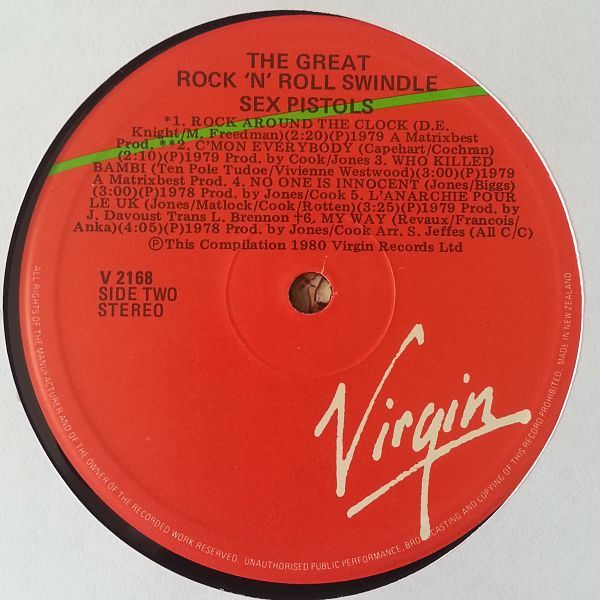 THE GREAT
ROCK 'N' ROLL SWINDLE
SEX PISTOLS
*1. ROCK AROUND THE CLOCK (D.E.
Knight/M. Freedman)(2:20)(P)1979 A Matrixbest
Prod. **2. C'MON EVERYBODY (Capehart/Cochran)
(2:10)(P)1979 Prod. by Cook/Jones 3. WHO KILLED
BAMBI (Ten Pole Tudoe/Vivienne Westwood)(3:00)(P)1979
A Matrixbest Prod. 4. NO ONE IS INNOCENT (Jones/Biggs)
(3:00)(P)1978 Prod. by Jones/Cook 5. L'ANARCHIE POUR
LE UK (Jones/Matlock/Cook/Rotten)(3:25)(P)1979 Prod. by
J. Davoust Trans L. Brennon †6. MY WAY (Revaux/Francois/
Anka)(4:05)(P)1978 Prod. by Jones/Cook Arr. S. Jeffes (All C/C)
℗This Compilation 1980 Virgin Records Ltd
V 2168
SIDE TWO
STEREO
Virgin
ALL RIGHTS OF THE MANUFACTURER AND OF THE OWNER OF THE RECORDED WORK RESERVED. UNAUTHORISED PUBLIC PERFORMANCE, BROADCASTING AND COPYING OF THIS RECORD PROHIBITED. MADE IN NEW ZEALAND.